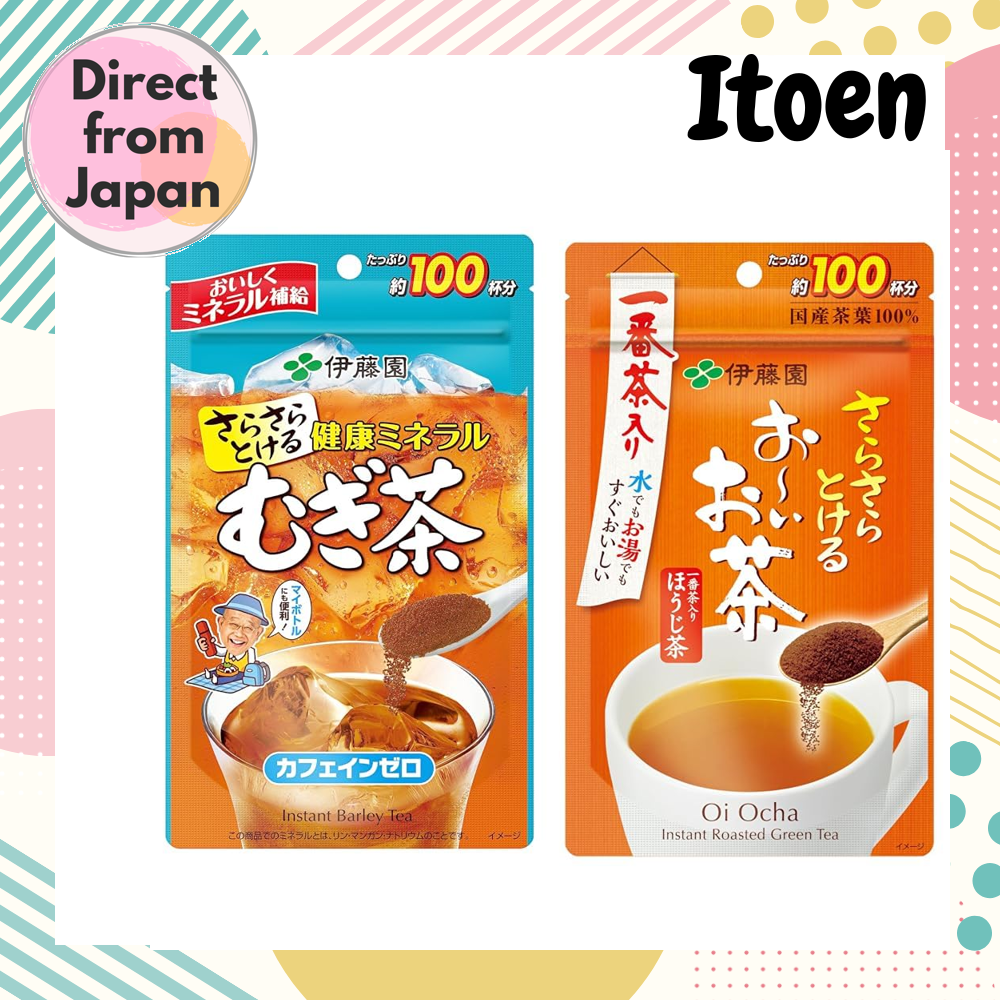 Direct
from
Japan
Itoen
おいしく
ミネラル補給
たっぷり
約100杯分
伊藤園
さらさら
とける
健康ミネラル
むぎ茶
マイボトル
にも便利!
カフェインゼロ
Instant Barley Tea
この商品でのミネラルとは、リン・マンガン・ナトリウムのことです。
イメージ
たっぷり
約100杯分
国産茶葉100%
一番茶入り
水でもお湯でも
すぐおいしい
伊藤園
さらさら
とける
お~い
お茶
一番茶入り
ほうじ茶
Oi Ocha
Instant Roasted Green Tea
イメージ